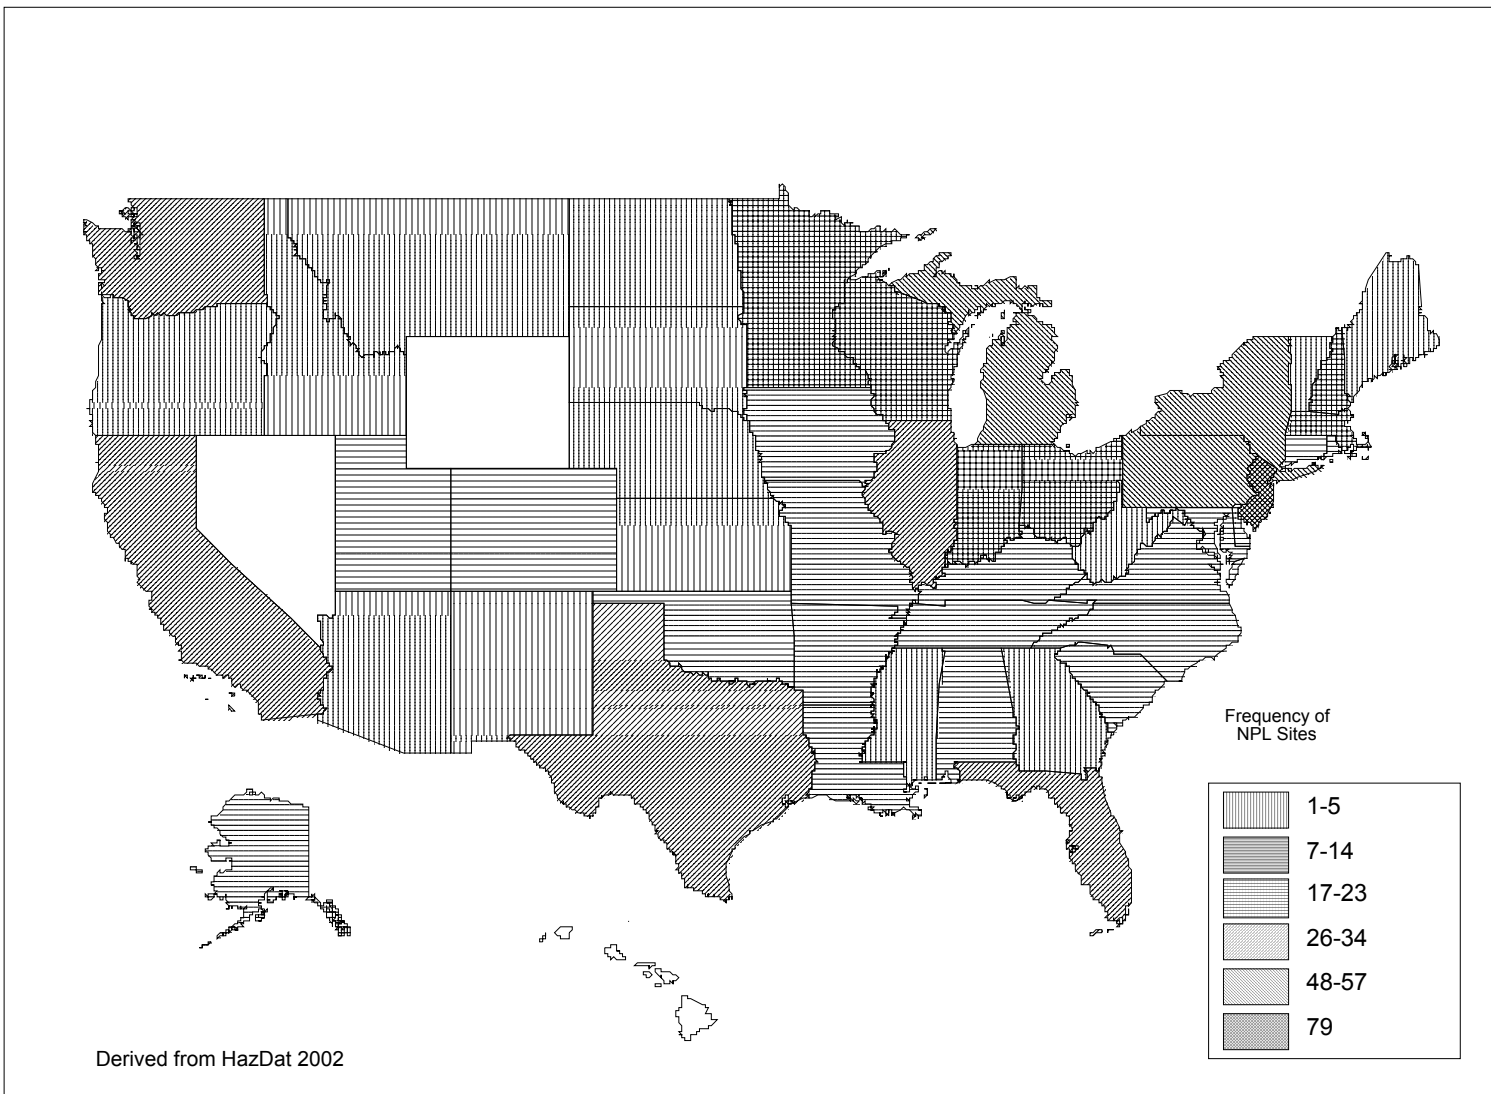 Frequency of
NPL Sites
1-5
7-14
17-23
26-34
48-57
79
Derived from HazDat 2002